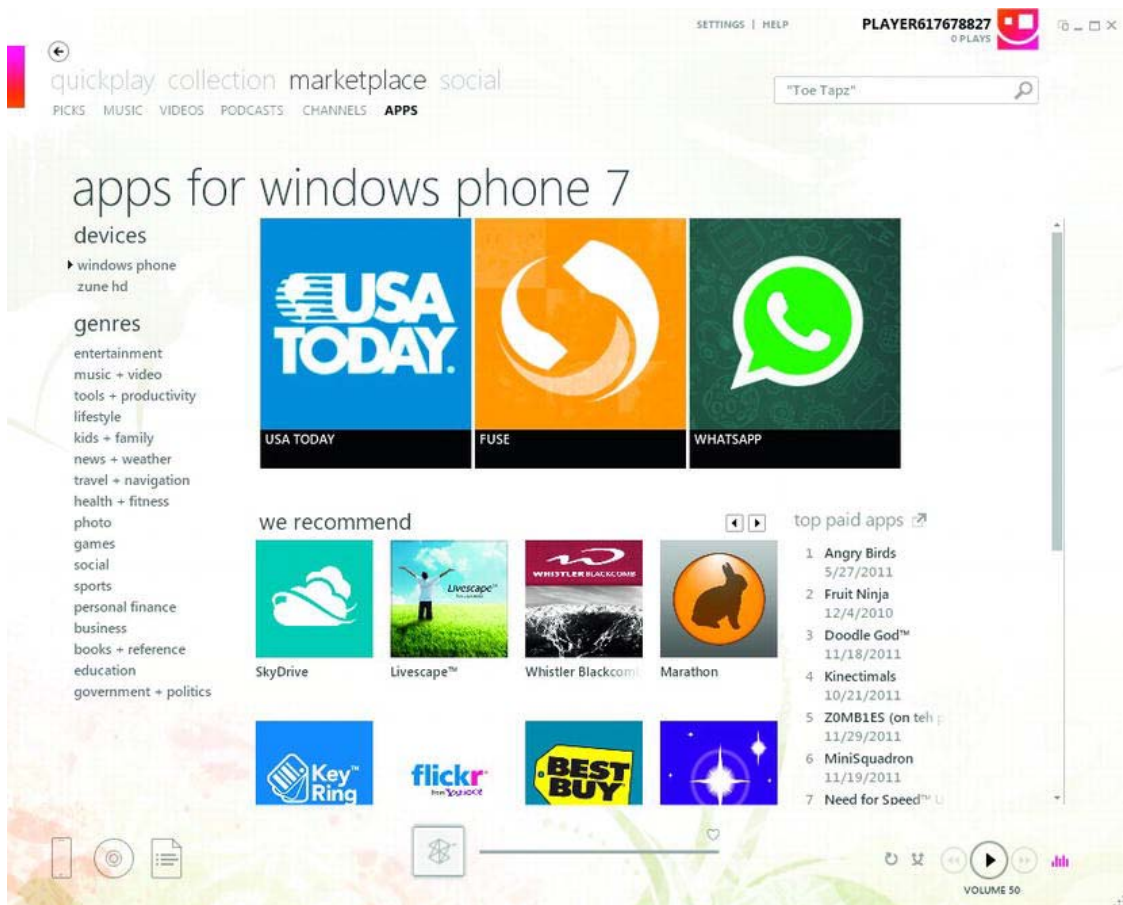 SETTINGS | HELP
PLAYER617678827
0 PLAYS
quickplay collection marketplace social
"Toe Tapz"
PICKS MUSIC VIDEOS PODCASTS CHANNELS APPS
apps for windows phone 7
devices
windows phone
zune hd
genres
entertainment
music + video
tools + productivity
lifestyle
kids + family
news + weather
travel + navigation
health + fitness
photo
games
social
sports
personal finance
business
books + reference
education
government + politics
USA
TODAY.
USA TODAY
FUSE
WHATSAPP
we recommend
Livescape™
WHISTLER BLACKCOMB
SkyDrive
Livescape™
Whistler Blackcom
Marathon
Key™
Ring
flickr
from YAHOO!
BEST
BUY
top paid apps
1 Angry Birds
5/27/2011
2 Fruit Ninja
12/4/2010
3 Doodle God™
11/18/2011
4 Kinectimals
10/21/2011
5 Z0MB1ES (on teh
11/29/2011
6 MiniSquadron
11/19/2011
7 Need for Speed™
VOLUME 50